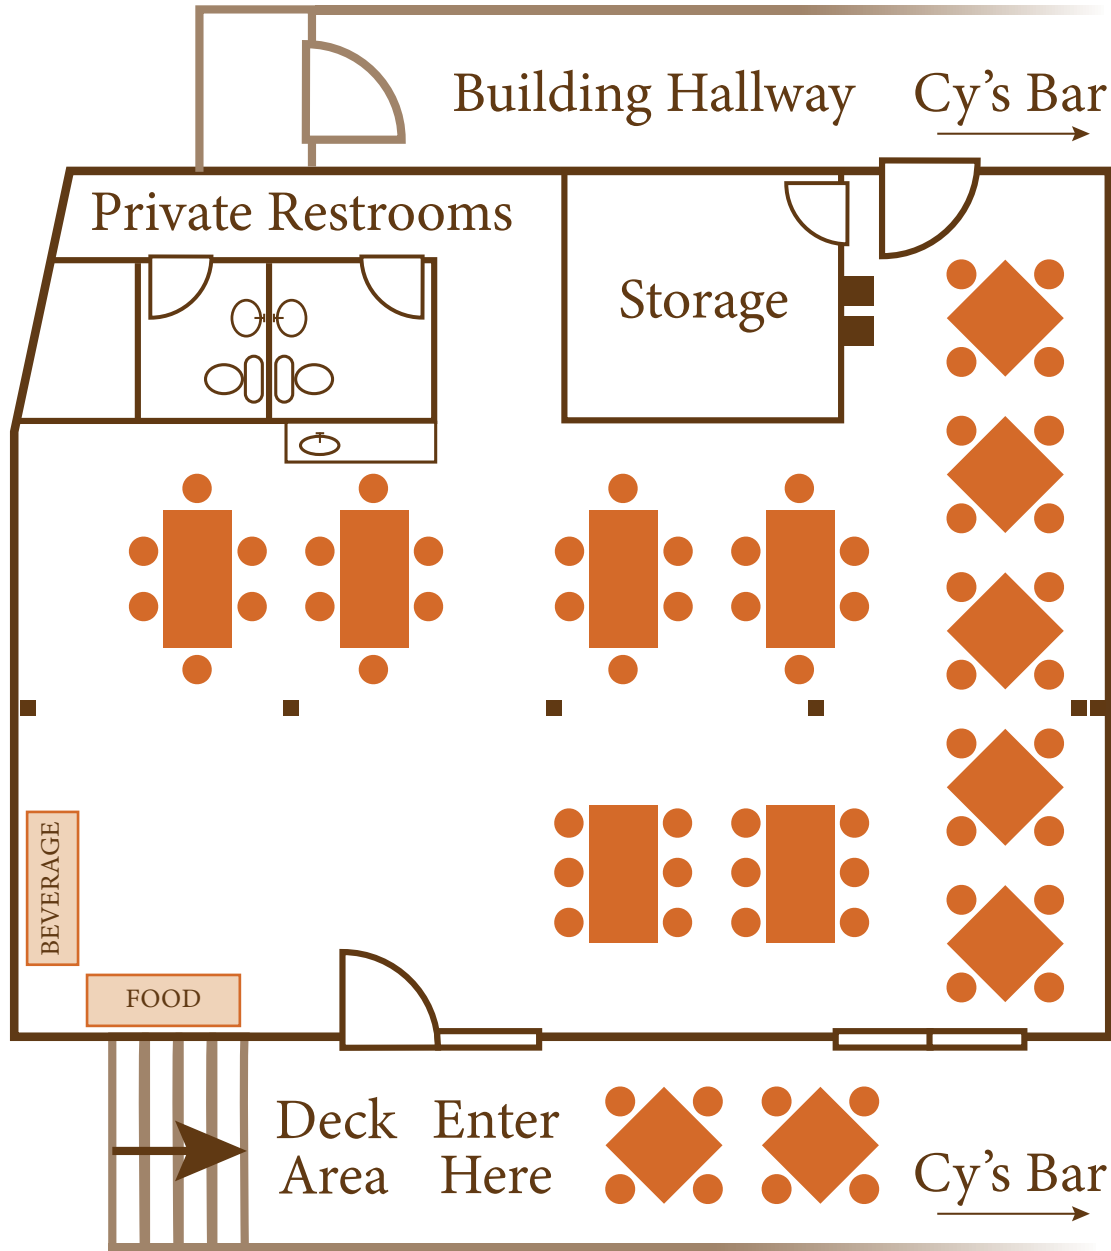 Building Hallway
Cy’s Bar
Private Restrooms
Storage
BEVERAGE
FOOD
Deck
Area
Enter
Here
Cy’s Bar